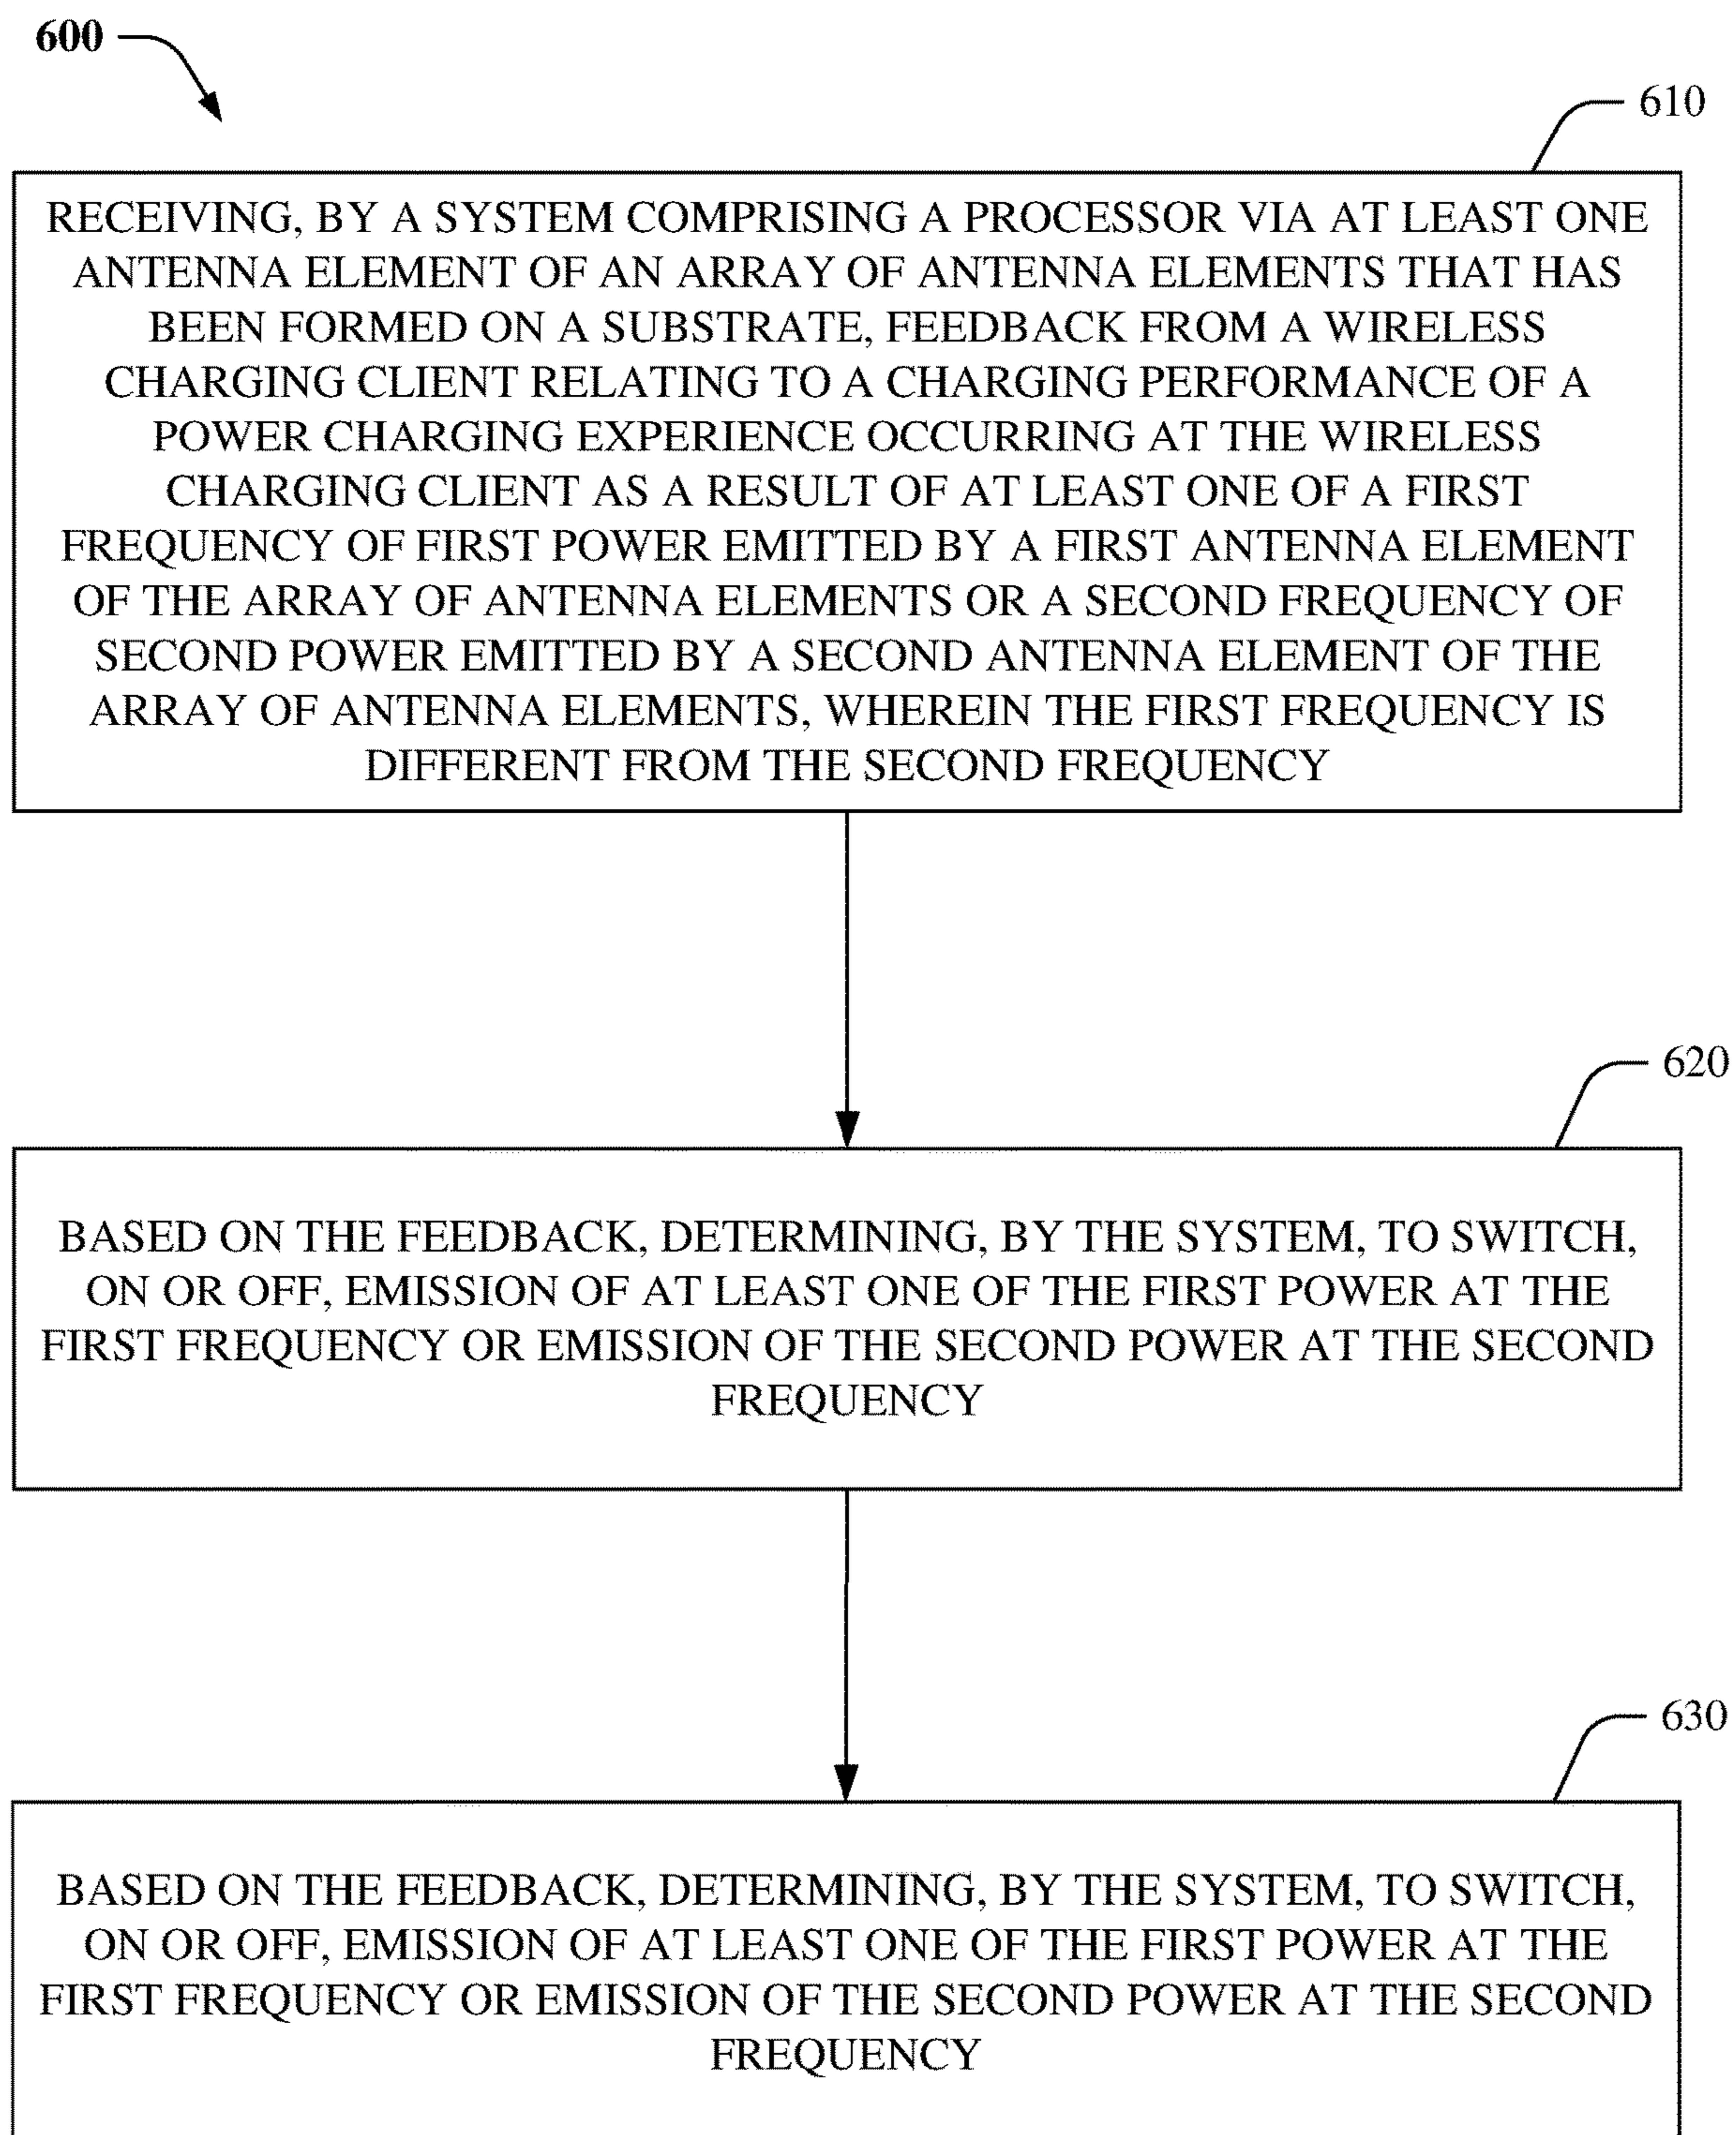 600
610
RECEIVING, BY A SYSTEM COMPRISING A PROCESSOR VIA AT LEAST ONE
ANTENNA ELEMENT OF AN ARRAY OF ANTENNA ELEMENTS THAT HAS
BEEN FORMED ON A SUBSTRATE, FEEDBACK FROM A WIRELESS
CHARGING CLIENT RELATING TO A CHARGING PERFORMANCE OF A
POWER CHARGING EXPERIENCE OCCURRING AT THE WIRELESS
CHARGING CLIENT AS A RESULT OF AT LEAST ONE OF A FIRST
FREQUENCY OF FIRST POWER EMITTED BY A FIRST ANTENNA ELEMENT
OF THE ARRAY OF ANTENNA ELEMENTS OR A SECOND FREQUENCY OF
SECOND POWER EMITTED BY A SECOND ANTENNA ELEMENT OF THE
ARRAY OF ANTENNA ELEMENTS, WHEREIN THE FIRST FREQUENCY IS
DIFFERENT FROM THE SECOND FREQUENCY
620
BASED ON THE FEEDBACK, DETERMINING, BY THE SYSTEM, TO SWITCH,
ON OR OFF, EMISSION OF AT LEAST ONE OF THE FIRST POWER AT THE
FIRST FREQUENCY OR EMISSION OF THE SECOND POWER AT THE SECOND
FREQUENCY
630
BASED ON THE FEEDBACK, DETERMINING, BY THE SYSTEM, TO SWITCH,
ON OR OFF, EMISSION OF AT LEAST ONE OF THE FIRST POWER AT THE
FIRST FREQUENCY OR EMISSION OF THE SECOND POWER AT THE SECOND
FREQUENCY